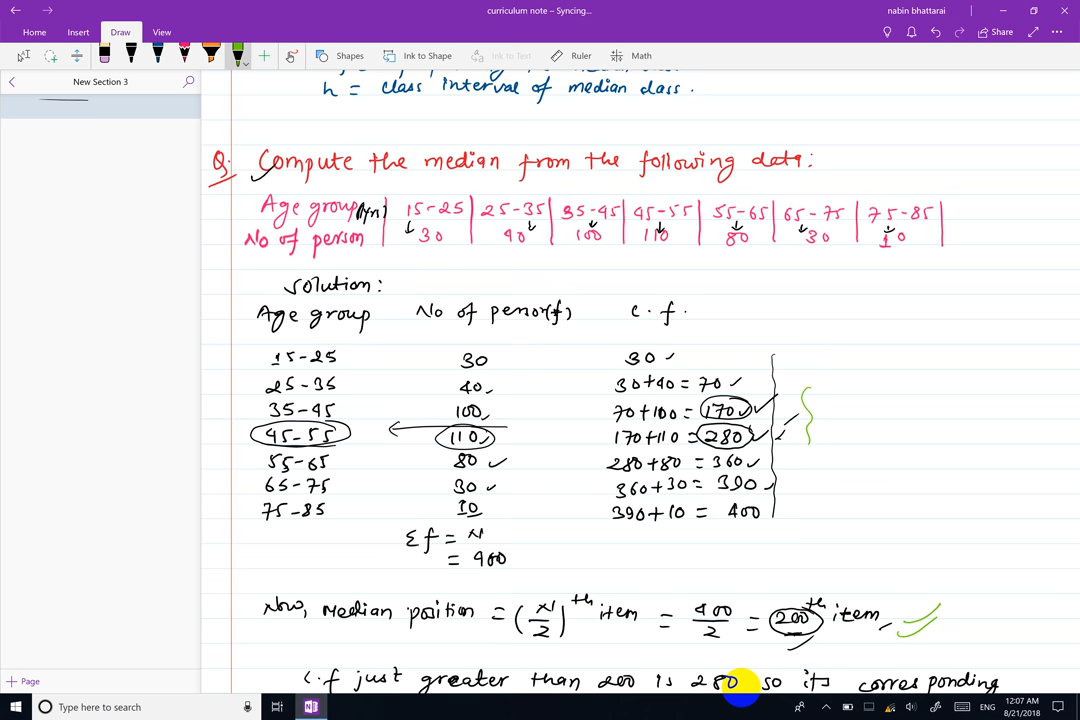 curriculum note – Syncing...
nabin bhattarai
Home Insert Draw View
Share
Shapes Ink to Shape Ink to Text Ruler Math
New Section 3
h = class interval of median class.
Q. Compute the median from the following data:
Age group (yrs) 15-25 25-35 35-45 45-55 55-65 65-75 75-85
No of person 30 40 100 110 80 30 10
Solution:
Age group No of person(f) c.f.
15-25 30 30
25-35 40 30+40 = 70
35-45 100 70+100 = 170
45-55 110 170+110 = 280
55-65 80 280+80 = 360
65-75 30 360+30 = 390
75-85 10 390+10 = 400
Σf = N
= 400
Now, Median position = (N/2)th item = 400/2 = 200th item
C.f just greater than 200 is 280 so its corresponding
+ Page
Type here to search
ENG
12:07 AM
8/21/2018